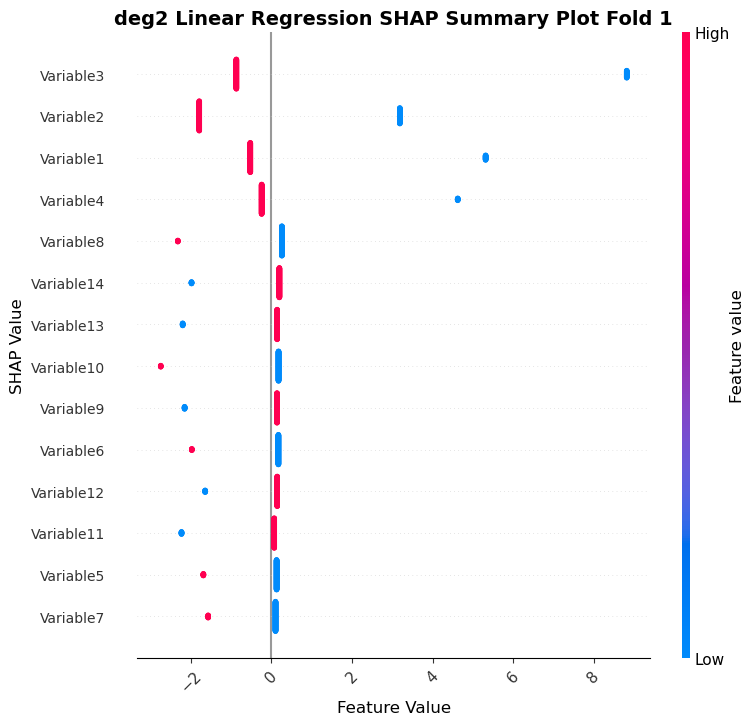 deg2 Linear Regression SHAP Summary Plot Fold 1
High
Variable3
Variable2
Variable1
Variable4
Variable8
Variable14
Variable13
Variable10
Variable9
Variable6
Variable12
Variable11
Variable5
Variable7
SHAP Value
Feature value
Low
−2
0
2
4
6
8
Feature Value